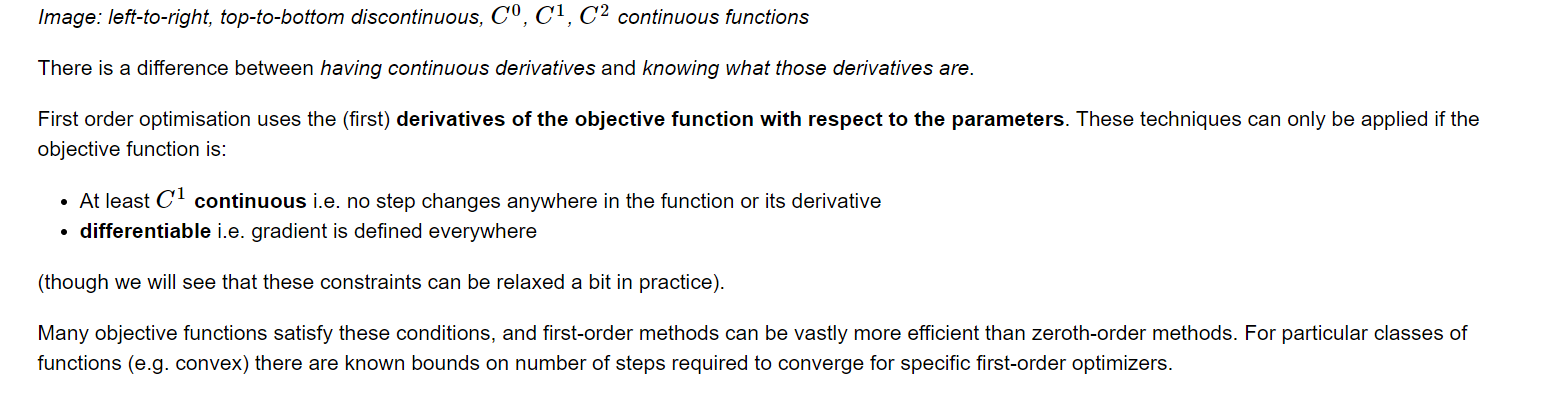 Image: left-to-right, top-to-bottom discontinuous, C⁰, C¹, C² continuous functions
There is a difference between having continuous derivatives and knowing what those derivatives are.
First order optimisation uses the (first) derivatives of the objective function with respect to the parameters. These techniques can only be applied if the
objective function is:
• At least C¹ continuous i.e. no step changes anywhere in the function or its derivative
• differentiable i.e. gradient is defined everywhere
(though we will see that these constraints can be relaxed a bit in practice).
Many objective functions satisfy these conditions, and first-order methods can be vastly more efficient than zeroth-order methods. For particular classes of
functions (e.g. convex) there are known bounds on number of steps required to converge for specific first-order optimizers.